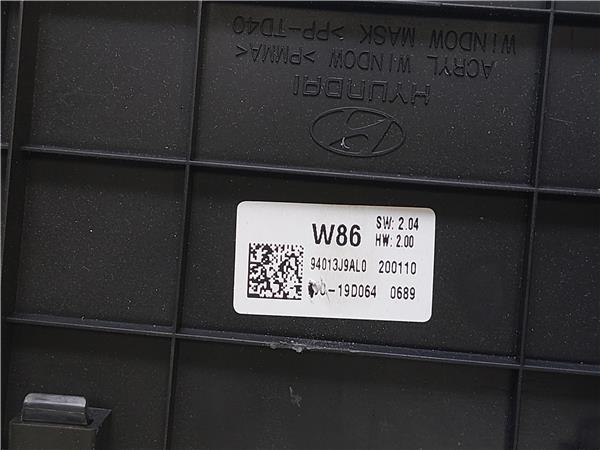 WINDOW MASK >PP-TD40
ACRYL WINDOW >PMMA<
HYUNDAI
W86 SW: 2.04
HW: 2.00
94013J9AL0 200110
-19D064 0689